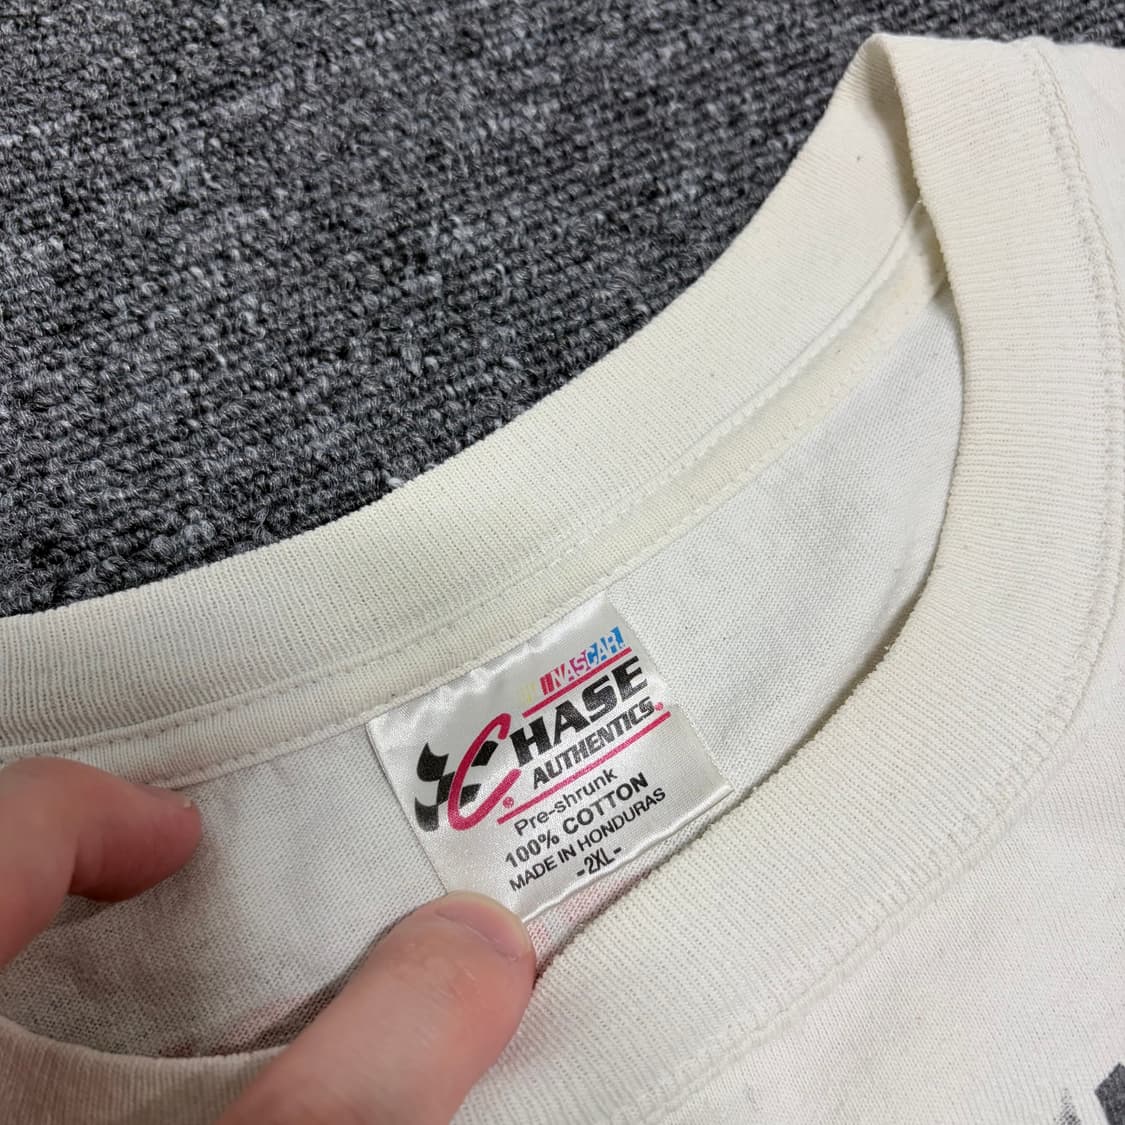 NASCAR
CHASE
AUTHENTICS®
®
Pre-shrunk
100% COTTON
MADE IN HONDURAS
-2XL-